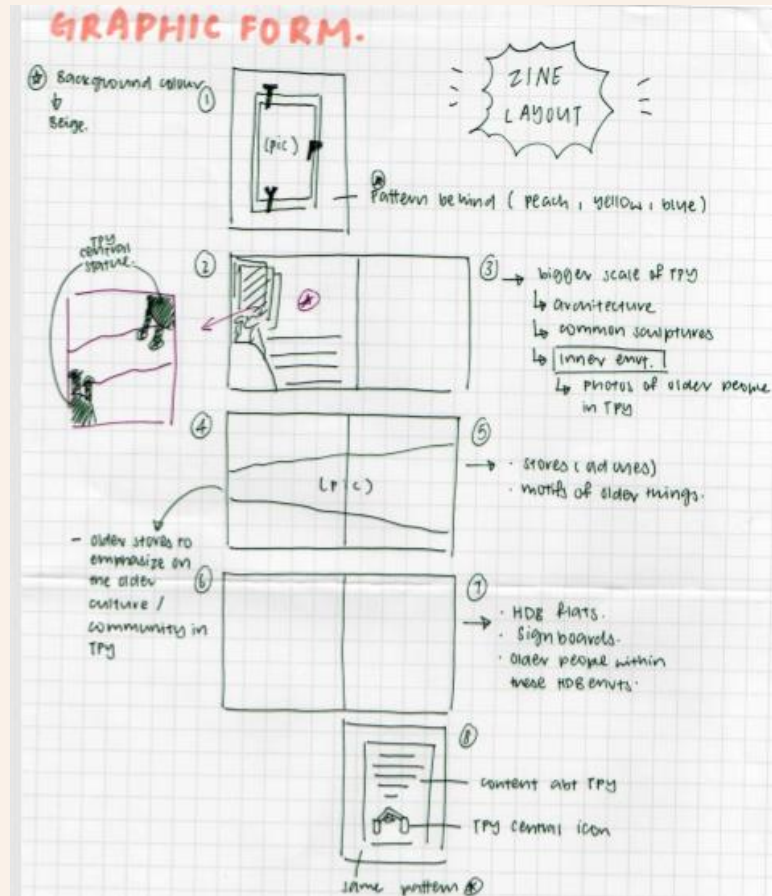 GRAPHIC FORM.
ZINE
LAYOUT
Background colour
Beige.
1
T
(pic)
P
Y
Pattern behind (peach, yellow, blue)
TPY
central
statue.
2
3
bigger scale of TPY
architecture
common sculptures
inner envt.
photos of older people
in TPY
4
5
(pic)
• stores (old ones)
• motifs of older things.
- older stores to
emphasize on
the older
culture /
community in
TPY
6
7
• HDB flats.
• Sign boards.
• Older people within
these HDB envts.
8
content abt TPY
TPY central icon
same pattern